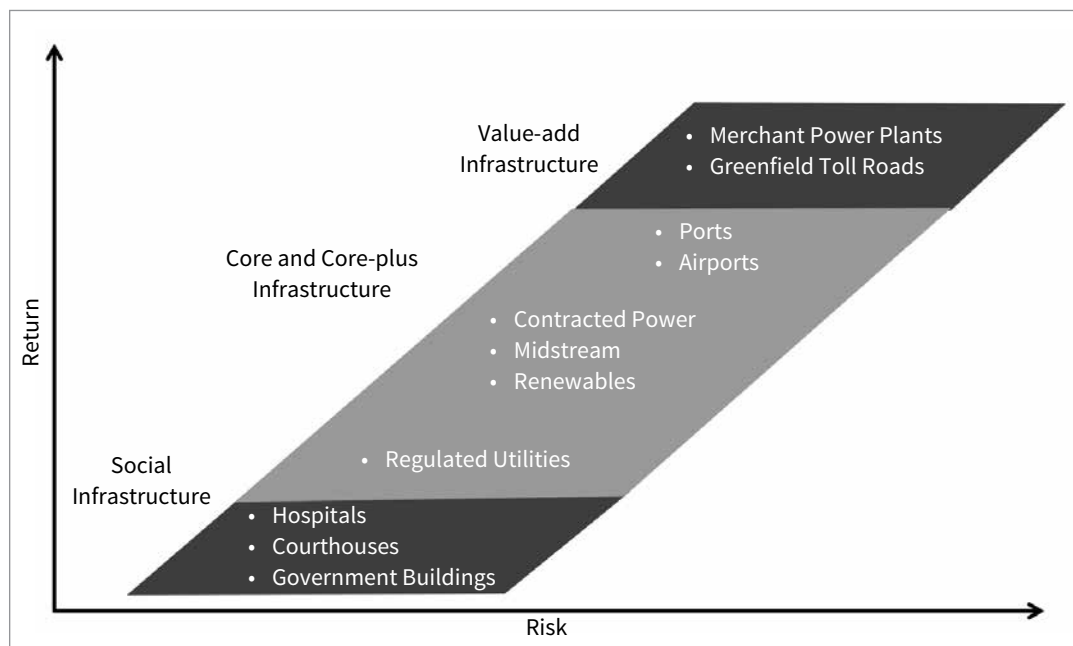 Value-add
Infrastructure
• Merchant Power Plants
• Greenfield Toll Roads
• Ports
• Airports
Core and Core-plus
Infrastructure
• Contracted Power
• Midstream
• Renewables
Return
• Regulated Utilities
Social
Infrastructure
• Hospitals
• Courthouses
• Government Buildings
Risk